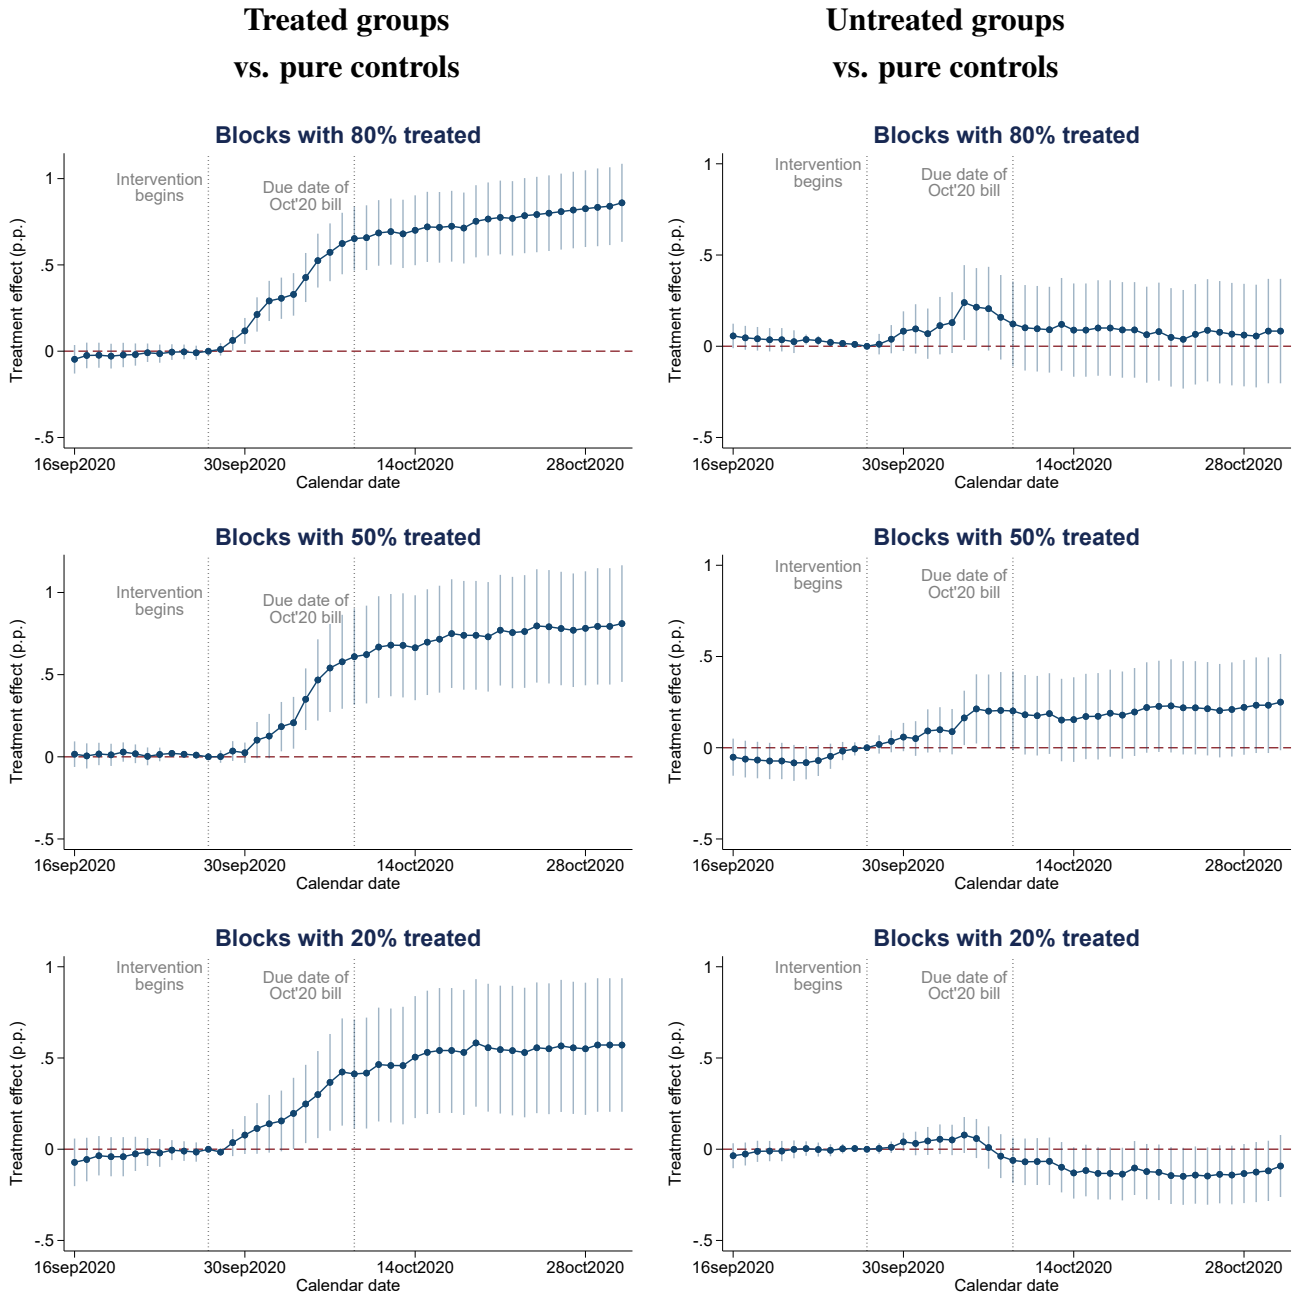 Treated groups
vs. pure controls
Untreated groups
vs. pure controls
Blocks with 80% treated
Treatment effect (p.p.)
1
.5
0
-.5
Intervention
begins
Due date of
Oct'20 bill
16sep2020 30sep2020 14oct2020 28oct2020
Calendar date
Blocks with 80% treated
Treatment effect (p.p.)
1
.5
0
-.5
Intervention
begins
Due date of
Oct'20 bill
16sep2020 30sep2020 14oct2020 28oct2020
Calendar date
Blocks with 50% treated
Treatment effect (p.p.)
1
.5
0
-.5
Intervention
begins
Due date of
Oct'20 bill
16sep2020 30sep2020 14oct2020 28oct2020
Calendar date
Blocks with 50% treated
Treatment effect (p.p.)
1
.5
0
-.5
Intervention
begins
Due date of
Oct'20 bill
16sep2020 30sep2020 14oct2020 28oct2020
Calendar date
Blocks with 20% treated
Treatment effect (p.p.)
1
.5
0
-.5
Intervention
begins
Due date of
Oct'20 bill
16sep2020 30sep2020 14oct2020 28oct2020
Calendar date
Blocks with 20% treated
Treatment effect (p.p.)
1
.5
0
-.5
Intervention
begins
Due date of
Oct'20 bill
16sep2020 30sep2020 14oct2020 28oct2020
Calendar date